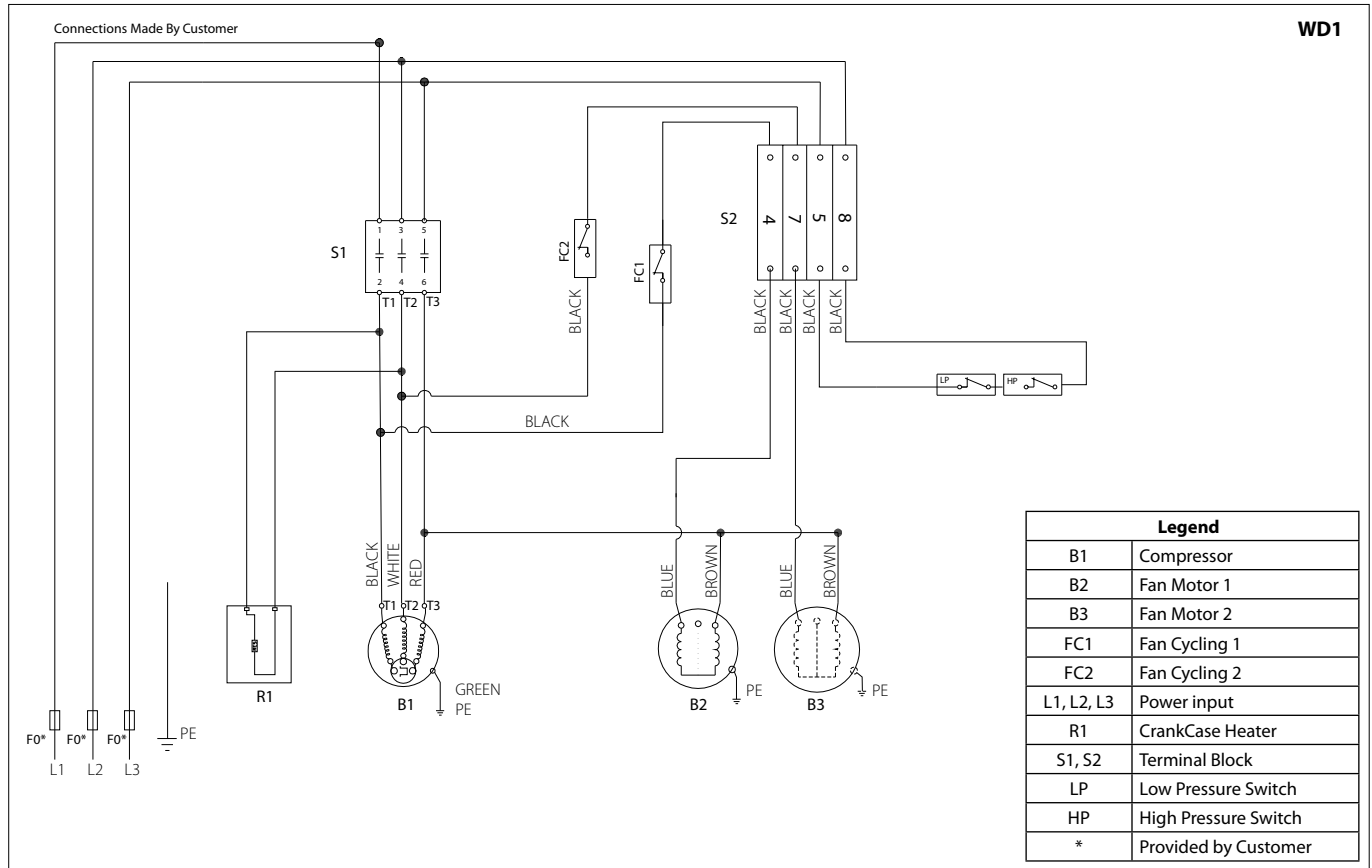 Connections Made By Customer
WD1
S1
1 3 5
2 4 6
T1 T2 T3
FC2
FC1
BLACK
S2
4 7 5 8
BLACK BLACK BLACK BLACK
LP HP
BLACK
BLACK WHITE RED
T1 T2 T3
BLUE BROWN
BLUE BROWN
R1
B1
GREEN
PE
B2
PE
B3
PE
F0* F0* F0*
PE
L1 L2 L3
Legend
B1 Compressor
B2 Fan Motor 1
B3 Fan Motor 2
FC1 Fan Cycling 1
FC2 Fan Cycling 2
L1, L2, L3 Power input
R1 CrankCase Heater
S1, S2 Terminal Block
LP Low Pressure Switch
HP High Pressure Switch
* Provided by Customer